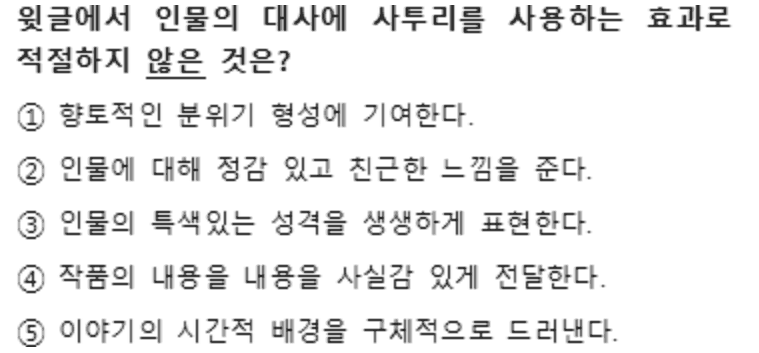 윗글에서 인물의 대사에 사투리를 사용하는 효과로
적절하지 않은 것은?
① 향토적인 분위기 형성에 기여한다.
② 인물에 대해 정감 있고 친근한 느낌을 준다.
③ 인물의 특색있는 성격을 생생하게 표현한다.
④ 작품의 내용을 내용을 사실감 있게 전달한다.
⑤ 이야기의 시간적 배경을 구체적으로 드러낸다.